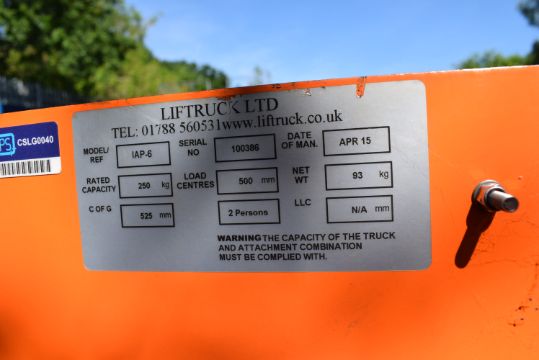 LIFTRUCK LTD
TEL: 01788 560531www.liftruck.co.uk
MODEL/ REF IAP-6 SERIAL NO 100386 DATE OF MAN. APR 15
RATED CAPACITY 250 kg LOAD CENTRES 500 mm NET WT 93 kg
C OF G 525 mm 2 Persons LLC N/A mm
WARNING THE CAPACITY OF THE TRUCK
AND ATTACHMENT COMBINATION
MUST BE COMPLIED WITH.
PS CSLG0040